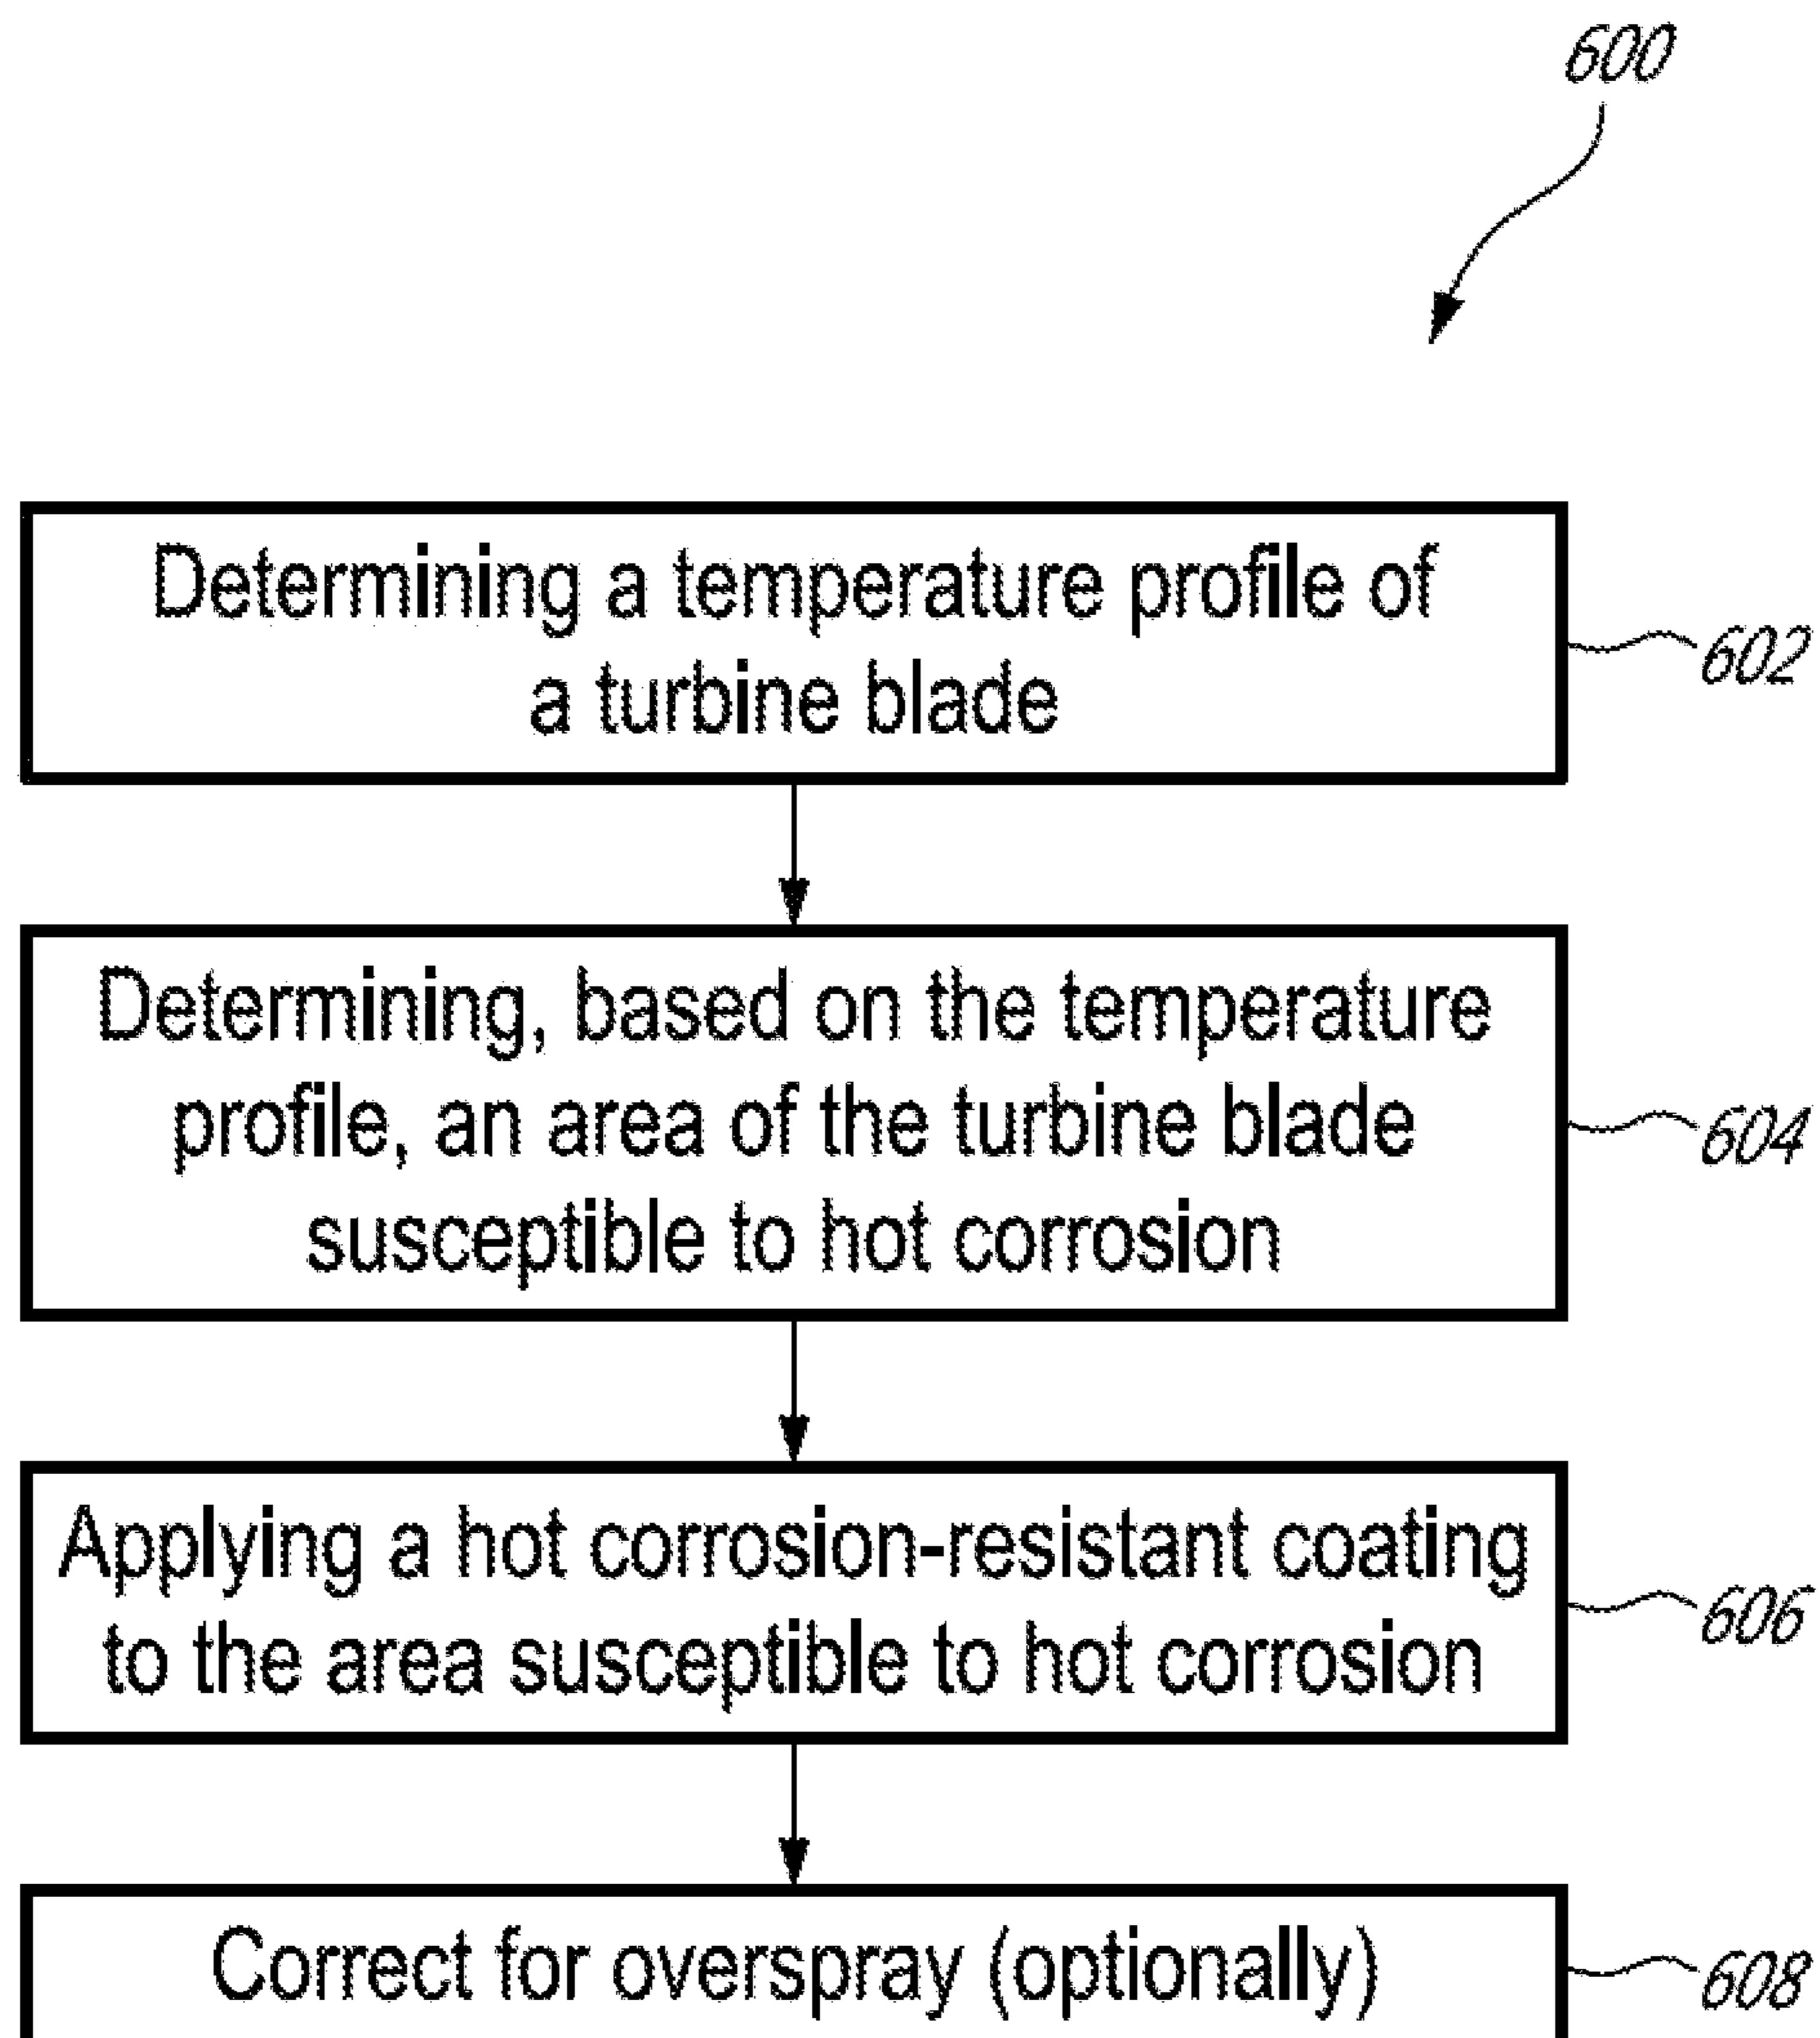 600
Determining a temperature profile of
a turbine blade
602
Determining, based on the temperature
profile, an area of the turbine blade
susceptible to hot corrosion
604
Applying a hot corrosion-resistant coating
to the area susceptible to hot corrosion
606
Correct for overspray (optionally)
608